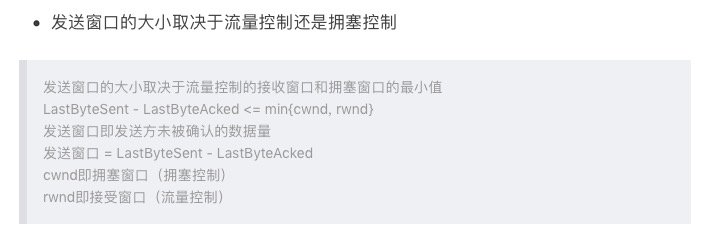 发送窗口的大小取决于流量控制还是拥塞控制
发送窗口的大小取决于流量控制的接收窗口和拥塞窗口的最小值
LastByteSent - LastByteAcked <= min{cwnd, rwnd}
发送窗口即发送方未被确认的数据量
发送窗口 = LastByteSent - LastByteAcked
cwnd即拥塞窗口（拥塞控制）
rwnd即接受窗口（流量控制）